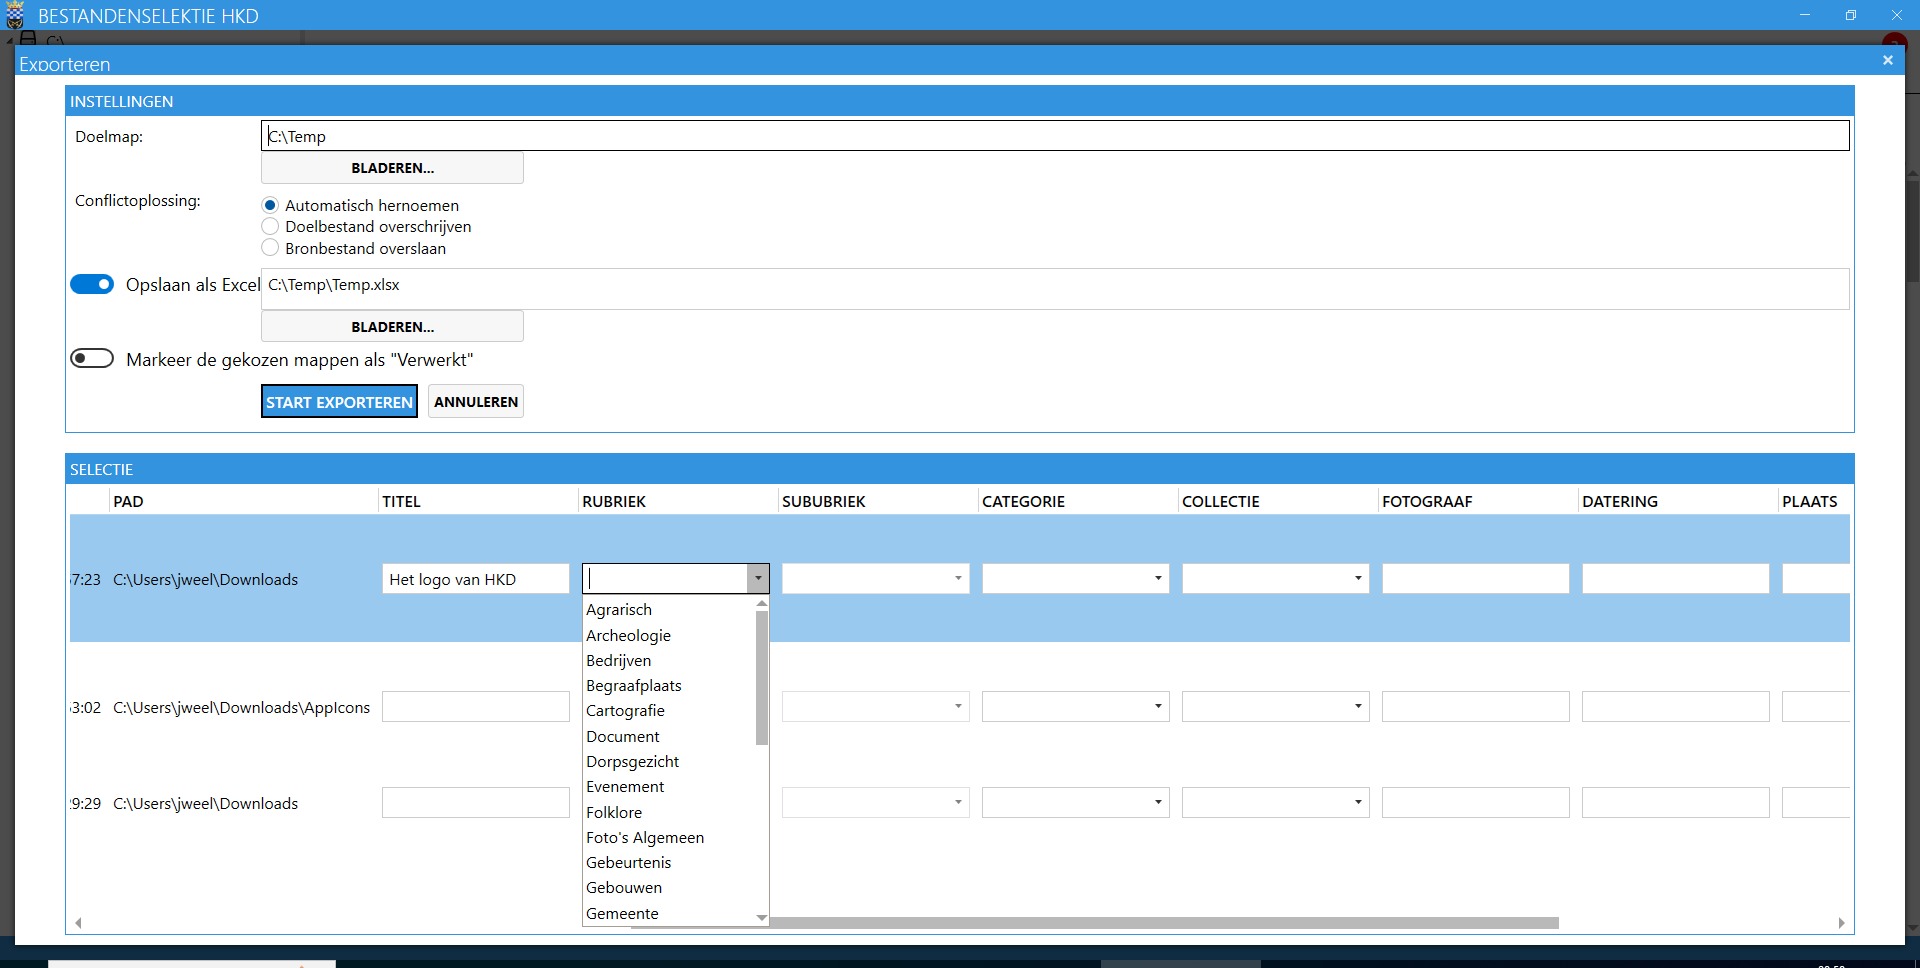 BESTANDENSELEKTIE HKD
C:\
Exporteren
INSTELLINGEN
Doelmap:
C:\Temp
BLADEREN...
Conflictoplossing:
Automatisch hernoemen
Doelbestand overschrijven
Bronbestand overslaan
Opslaan als Excel
C:\Temp\Temp.xlsx
BLADEREN...
Markeer de gekozen mappen als "Verwerkt"
START EXPORTEREN ANNULEREN
SELECTIE
PAD TITEL RUBRIEK SUBUBRIEK CATEGORIE COLLECTIE FOTOGRAAF DATERING PLAATS
7:23 C:\Users\jweel\Downloads Het logo van HKD
Agrarisch
Archeologie
Bedrijven
Begraafplaats
Cartografie
3:02 C:\Users\jweel\Downloads\AppIcons
Document
Dorpsgezicht
Evenement
9:29 C:\Users\jweel\Downloads
Folklore
Foto's Algemeen
Gebeurtenis
Gebouwen
Gemeente